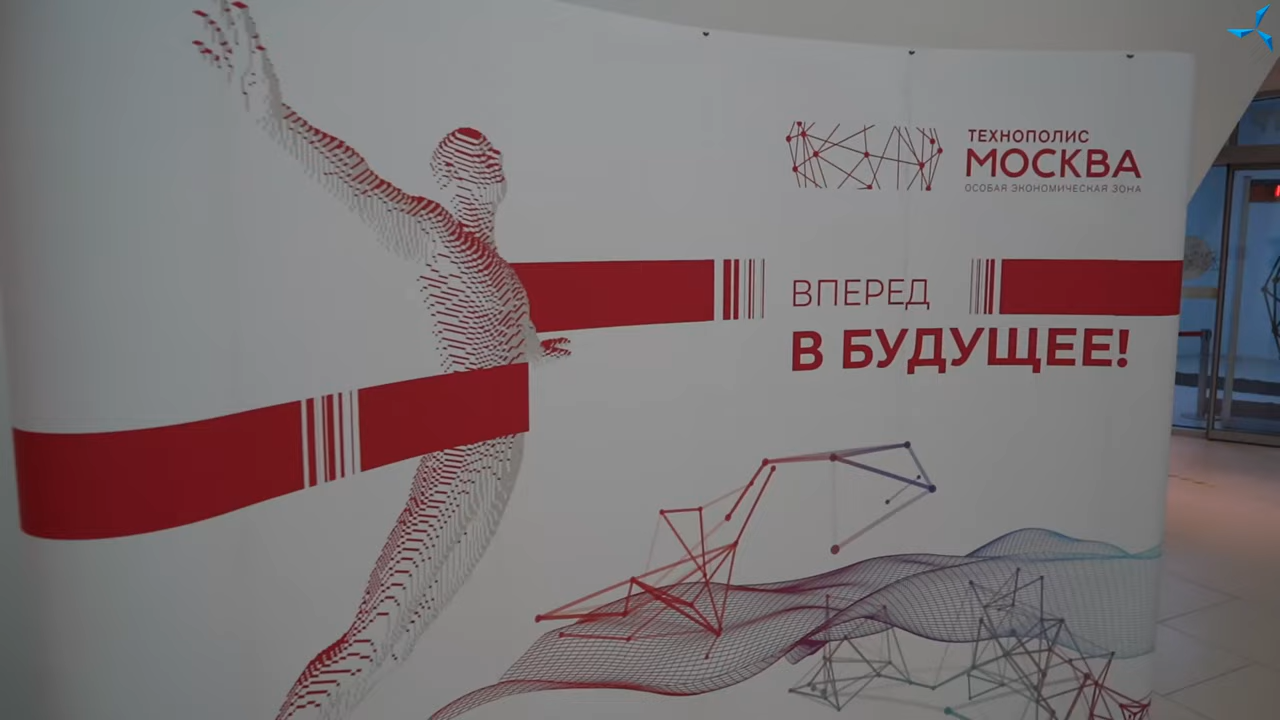 ТЕХНОПОЛИС
МОСКВА
ОСОБАЯ ЭКОНОМИЧЕСКАЯ ЗОНА
ВПЕРЕД
В БУДУЩЕЕ!